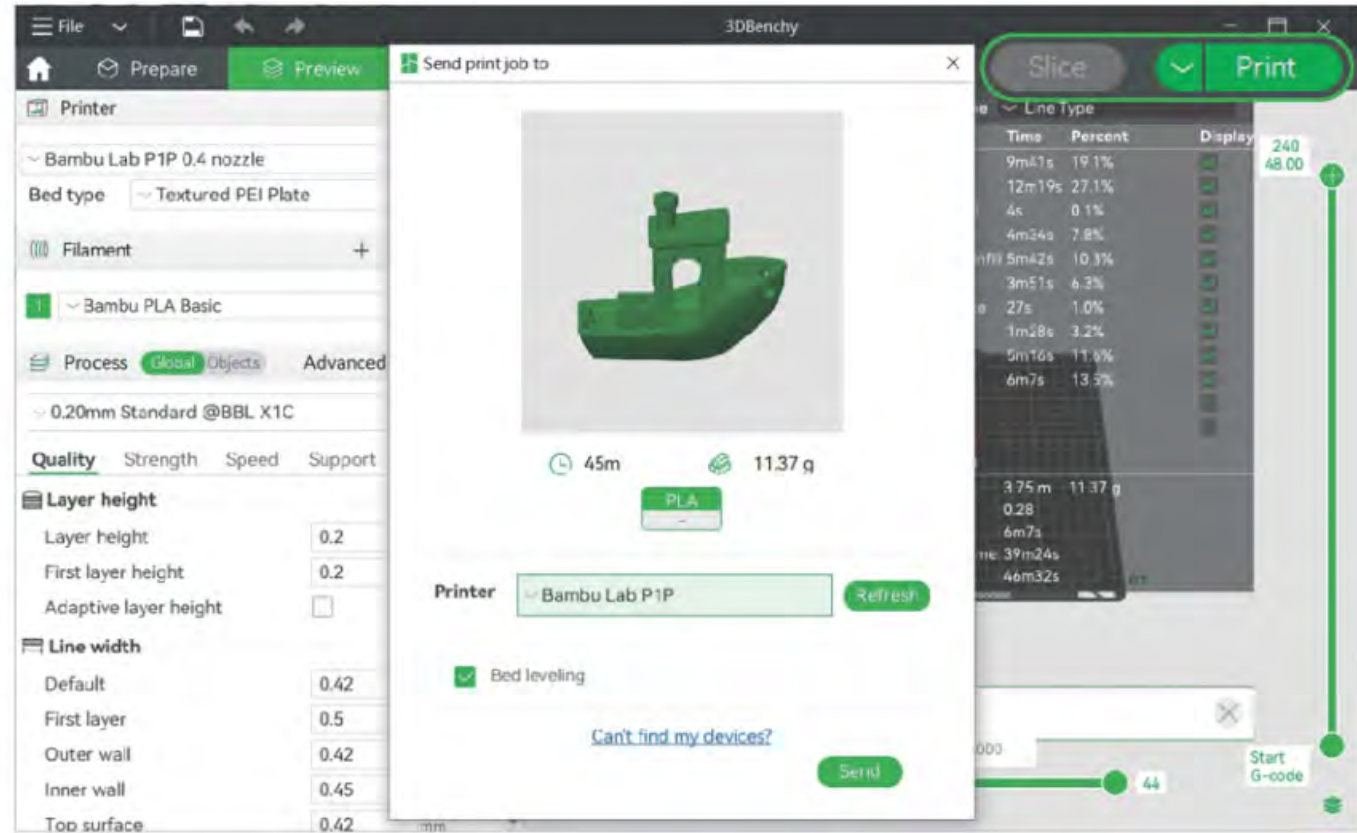 File
3DBenchy
Prepare
Preview
Slice
Print
Printer
Bambu Lab P1P 0.4 nozzle
Bed type
Textured PEI Plate
Filament
1
Bambu PLA Basic
Process
Global
Objects
Advanced
0.20mm Standard @BBL X1C
Quality
Strength
Speed
Support
Layer height
Layer height 0.2
First layer height 0.2
Adaptive layer height
Line width
Default 0.42
First layer 0.5
Outer wall 0.42
Inner wall 0.45
Top surface 0.42 mm
Send print job to
45m
11.37 g
PLA
-
Printer
Bambu Lab P1P
Refresh
Bed leveling
Can't find my devices?
Send
Line Type
Time Percent Display
9m41s 19.1%
12m19s 27.1%
4s 0.1%
4m34s 7.8%
5m42s 10.3%
3m51s 6.3%
27s 1.0%
1m28s 3.2%
5m16s 11.6%
6m7s 13.5%
3.75 m 11.37 g
0.28
6m7s
39m24s
46m32s
240
48.00
44
Start
G-code